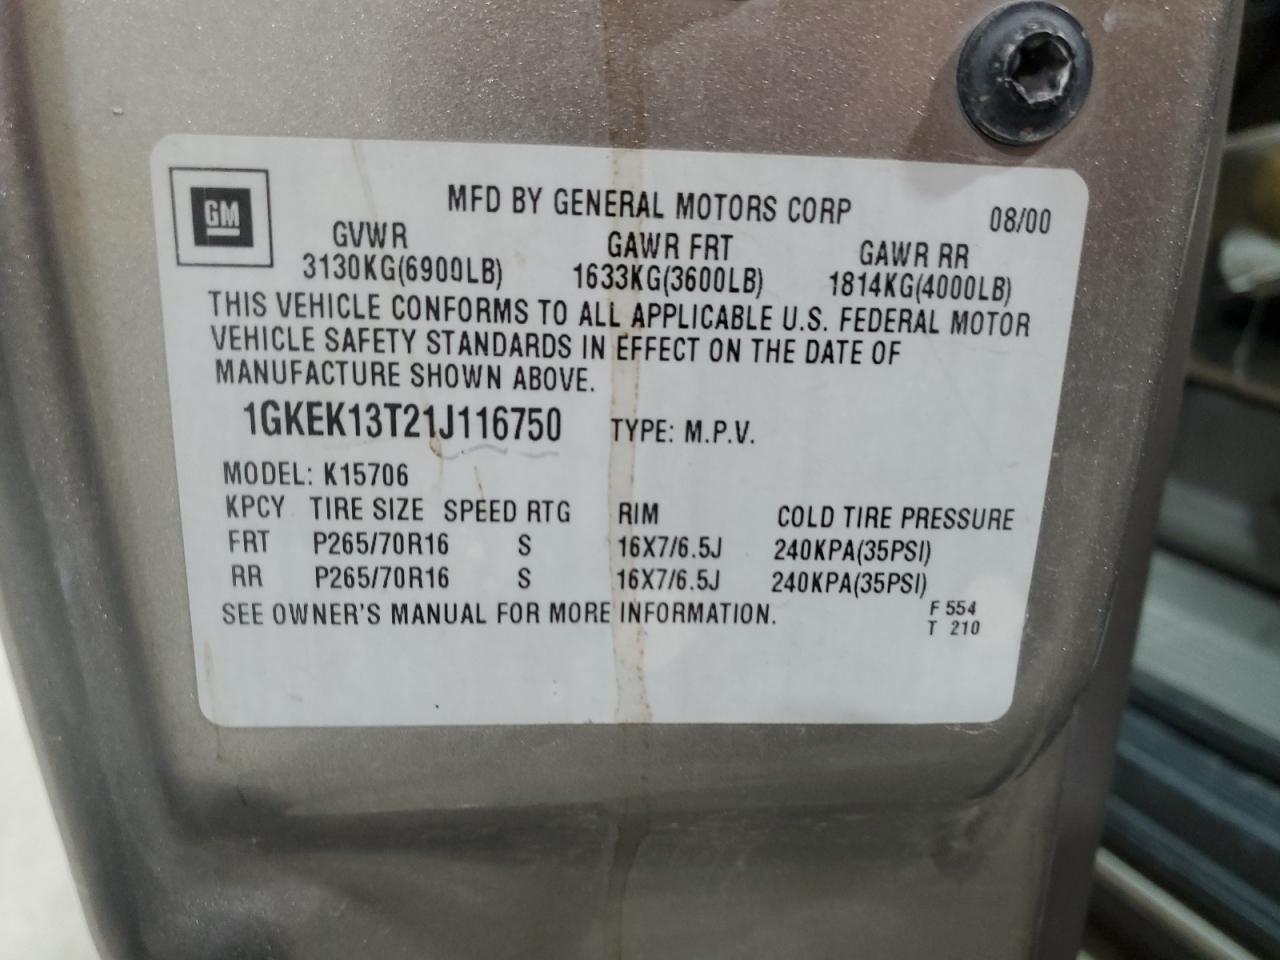 GM
MFD BY GENERAL MOTORS CORP 08/00
GVWR GAWR FRT GAWR RR
3130KG(6900LB) 1633KG(3600LB) 1814KG(4000LB)
THIS VEHICLE CONFORMS TO ALL APPLICABLE U.S. FEDERAL MOTOR
VEHICLE SAFETY STANDARDS IN EFFECT ON THE DATE OF
MANUFACTURE SHOWN ABOVE.
1GKEK13T21J116750 TYPE: M.P.V.
MODEL: K15706
KPCY TIRE SIZE SPEED RTG RIM COLD TIRE PRESSURE
FRT P265/70R16 S 16X7/6.5J 240KPA(35PSI)
RR P265/70R16 S 16X7/6.5J 240KPA(35PSI)
SEE OWNER'S MANUAL FOR MORE INFORMATION. F 554
T 210